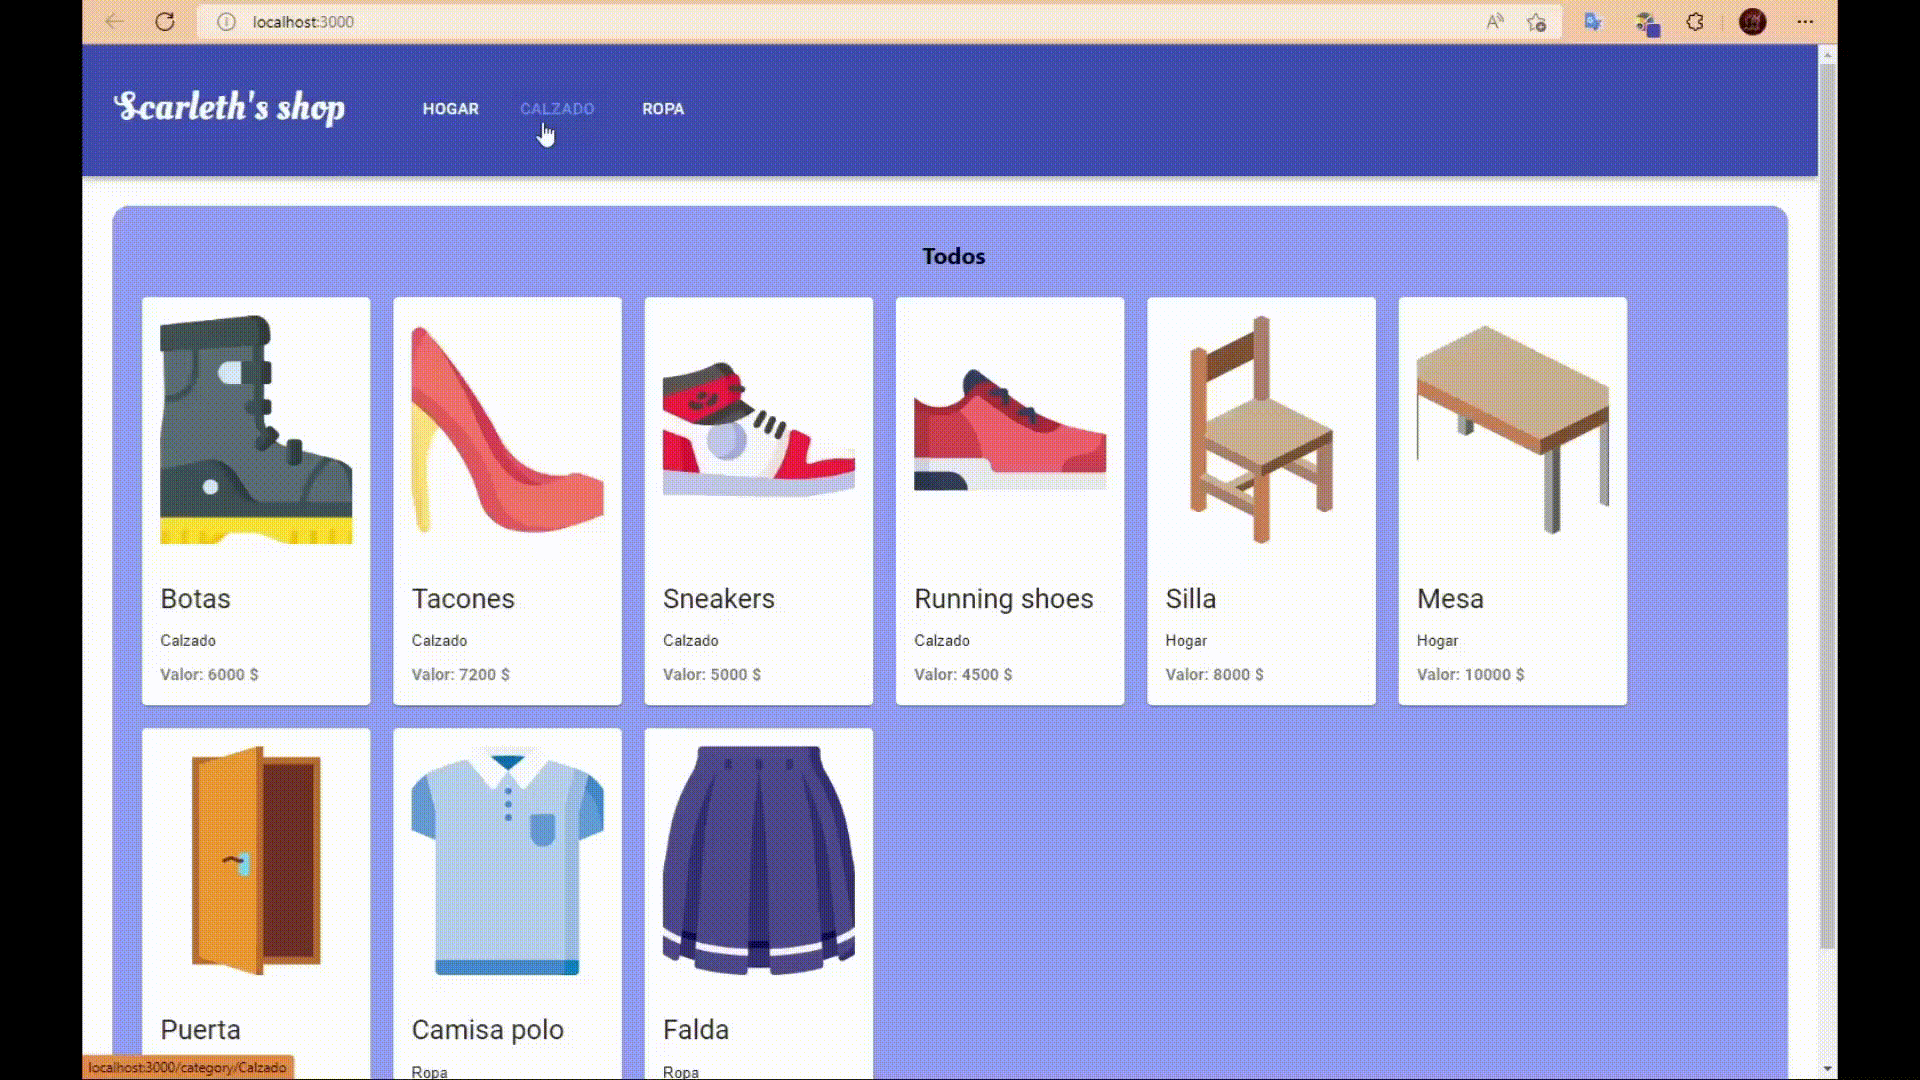 localhost:3000
Scarleth's shop
HOGAR
CALZADO
ROPA
Todos
Botas
Calzado
Valor: 6000 $
Tacones
Calzado
Valor: 7200 $
Sneakers
Calzado
Valor: 5000 $
Running shoes
Calzado
Valor: 4500 $
Silla
Hogar
Valor: 8000 $
Mesa
Hogar
Valor: 10000 $
Puerta
Camisa polo
Ropa
Falda
Ropa
localhost:3000/category/Calzado